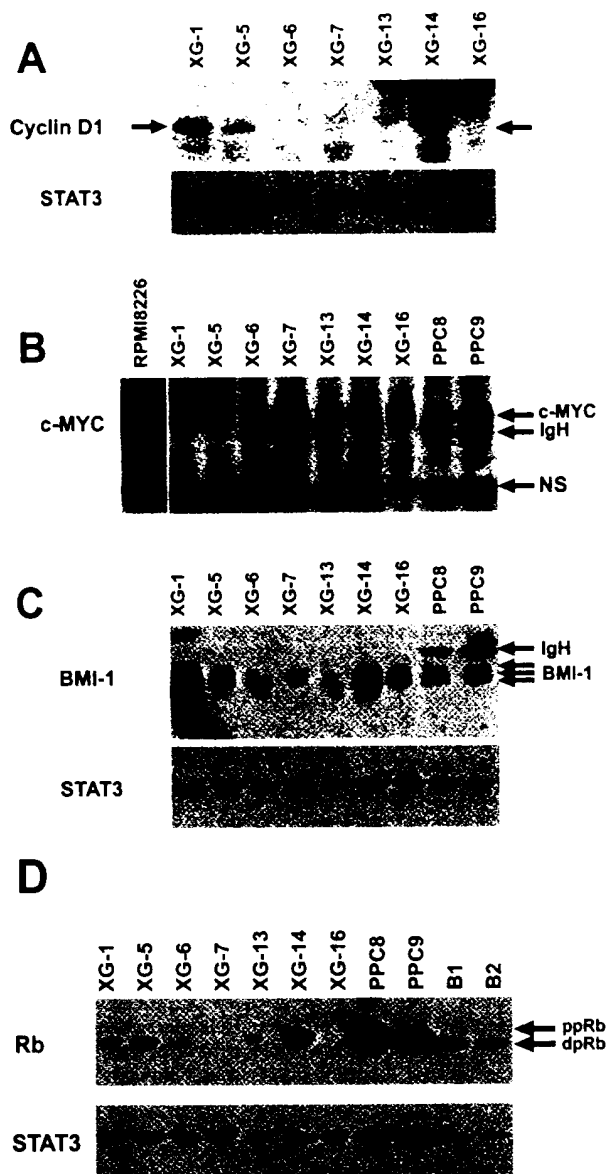 A
XG-1 XG-5 XG-6 XG-7 XG-13 XG-14 XG-16
Cyclin D1
STAT3
B
RPMI8226 XG-1 XG-5 XG-6 XG-7 XG-13 XG-14 XG-16 PPC8 PPC9
c-MYC
c-MYC
IgH
NS
C
XG-1 XG-5 XG-6 XG-7 XG-13 XG-14 XG-16 PPC8 PPC9
BMI-1
IgH
BMI-1
STAT3
D
XG-1 XG-5 XG-6 XG-7 XG-13 XG-14 XG-16 PPC8 PPC9 B1 B2
Rb
ppRb
dpRb
STAT3